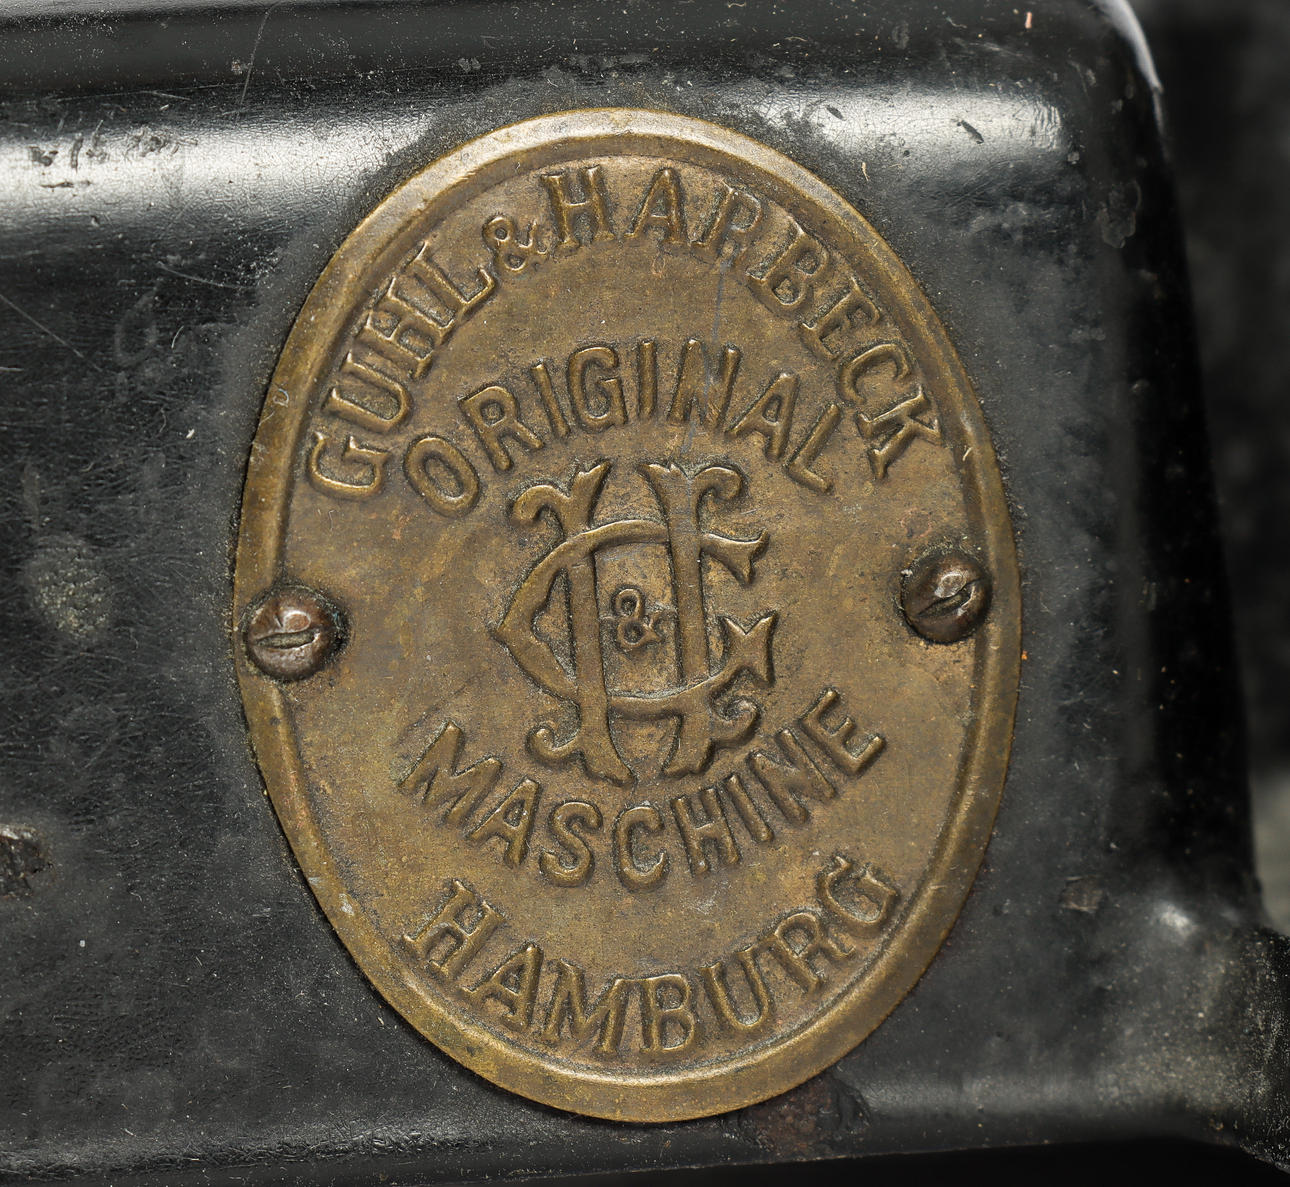 GUHL & HARBECK
ORIGINAL
G & H
MASCHINE
HAMBURG